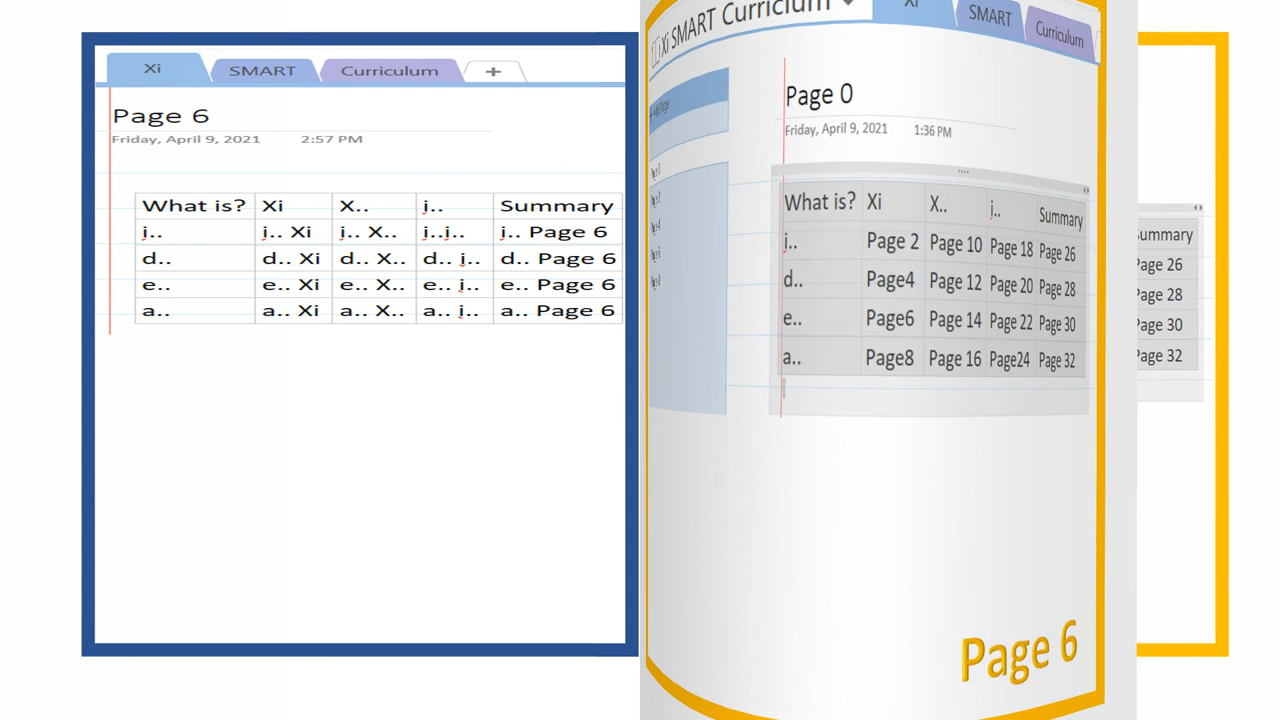 Xi SMART Curriculum +
Page 6
Friday, April 9, 2021 2:57 PM
What is? Xi X.. j.. Summary
j.. j.. Xi j.. X.. j..j.. j.. Page 6
d.. d.. Xi d.. X.. d.. j.. d.. Page 6
e.. e.. Xi e.. X.. e.. j.. e.. Page 6
a.. a.. Xi a.. X.. a.. j.. a.. Page 6
Xi SMART Curriculum
Xi SMART Curriculum
Page 0
Friday, April 9, 2021 1:36 PM
What is? Xi X.. j.. Summary
j.. Page 2 Page 10 Page 18 Page 26
d.. Page4 Page 12 Page 20 Page 28
e.. Page6 Page 14 Page 22 Page 30
a.. Page8 Page 16 Page24 Page 32
Page 6
Page 26
Page 28
Page 30
Page 32